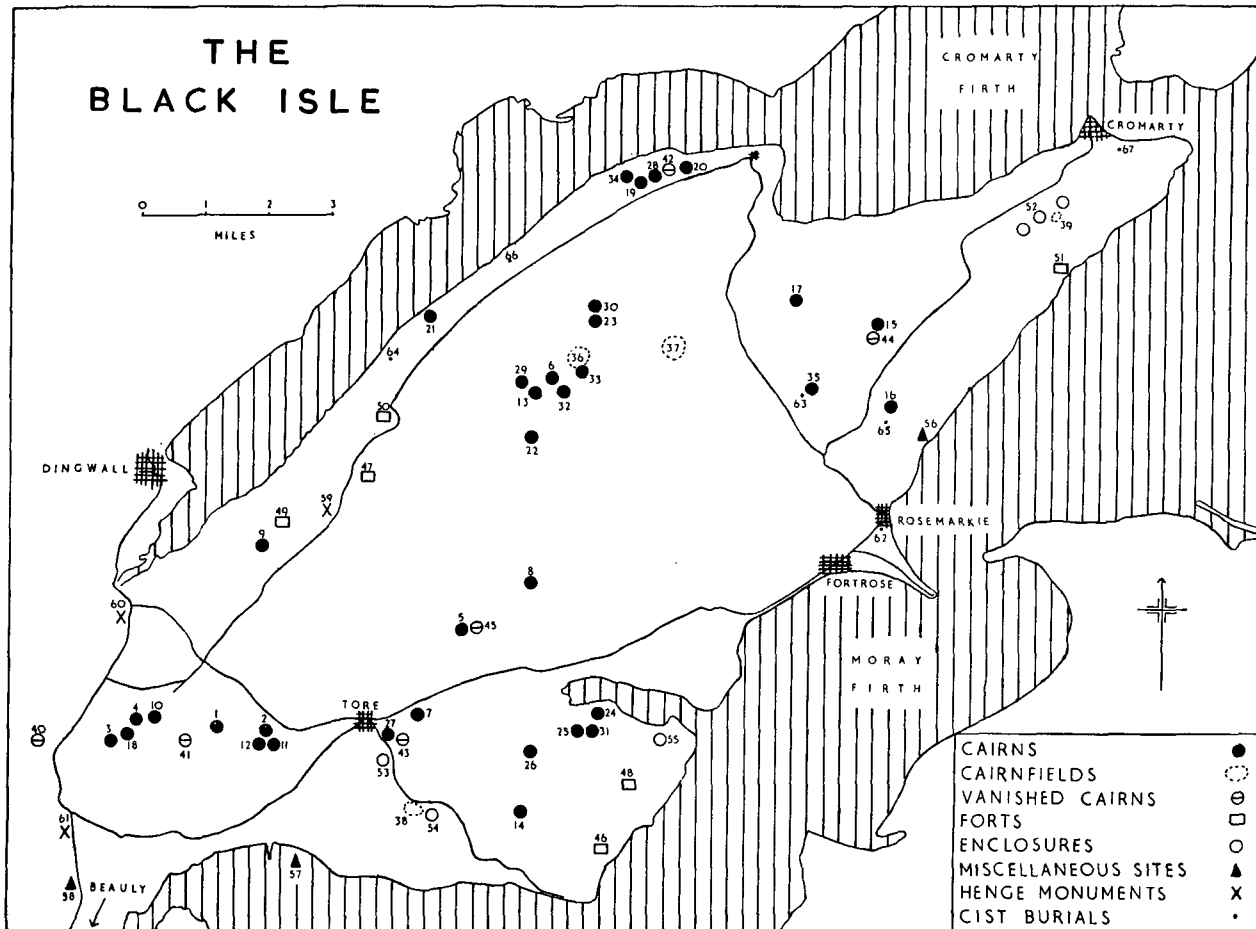 THE
BLACK ISLE
CROMARTY
FIRTH
CROMARTY
67
0 1 2 3
MILES
34 19 28 42 20
52
39
51
66
17
30
23
15
44
21
64
36
37
29
6
33
13
32
35
63
16
65
56
50
22
DINGWALL
47
59
49
9
ROSEMARKIE
62
8
FORTROSE
60
5
45
MORAY
FIRTH
TORE
4 10
1
2
7
24
40
3
18
41
12
11
27
43
25
31
55
53
26
48
61
38
54
14
46
57
58
BEAULY
CAIRNS
CAIRNFIELDS
VANISHED CAIRNS
FORTS
ENCLOSURES
MISCELLANEOUS SITES
HENGE MONUMENTS
CIST BURIALS